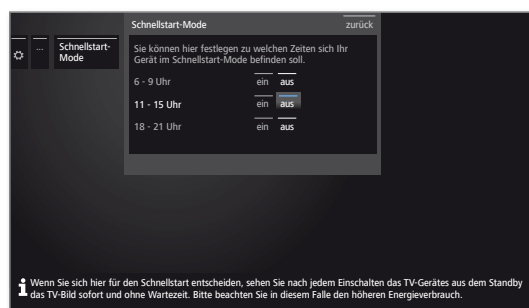 Schnellstart-Mode zurück
... Schnellstart-
Mode
Sie können hier festlegen zu welchen Zeiten sich Ihr
Gerät im Schnellstart-Mode befinden soll.
6 - 9 Uhr ein aus
11 - 15 Uhr ein aus
18 - 21 Uhr ein aus
Wenn Sie sich hier für den Schnellstart entscheiden, sehen Sie nach jedem Einschalten das TV-Gerätes aus dem Standby
das TV-Bild sofort und ohne Wartezeit. Bitte beachten Sie in diesem Falle den höheren Energieverbrauch.